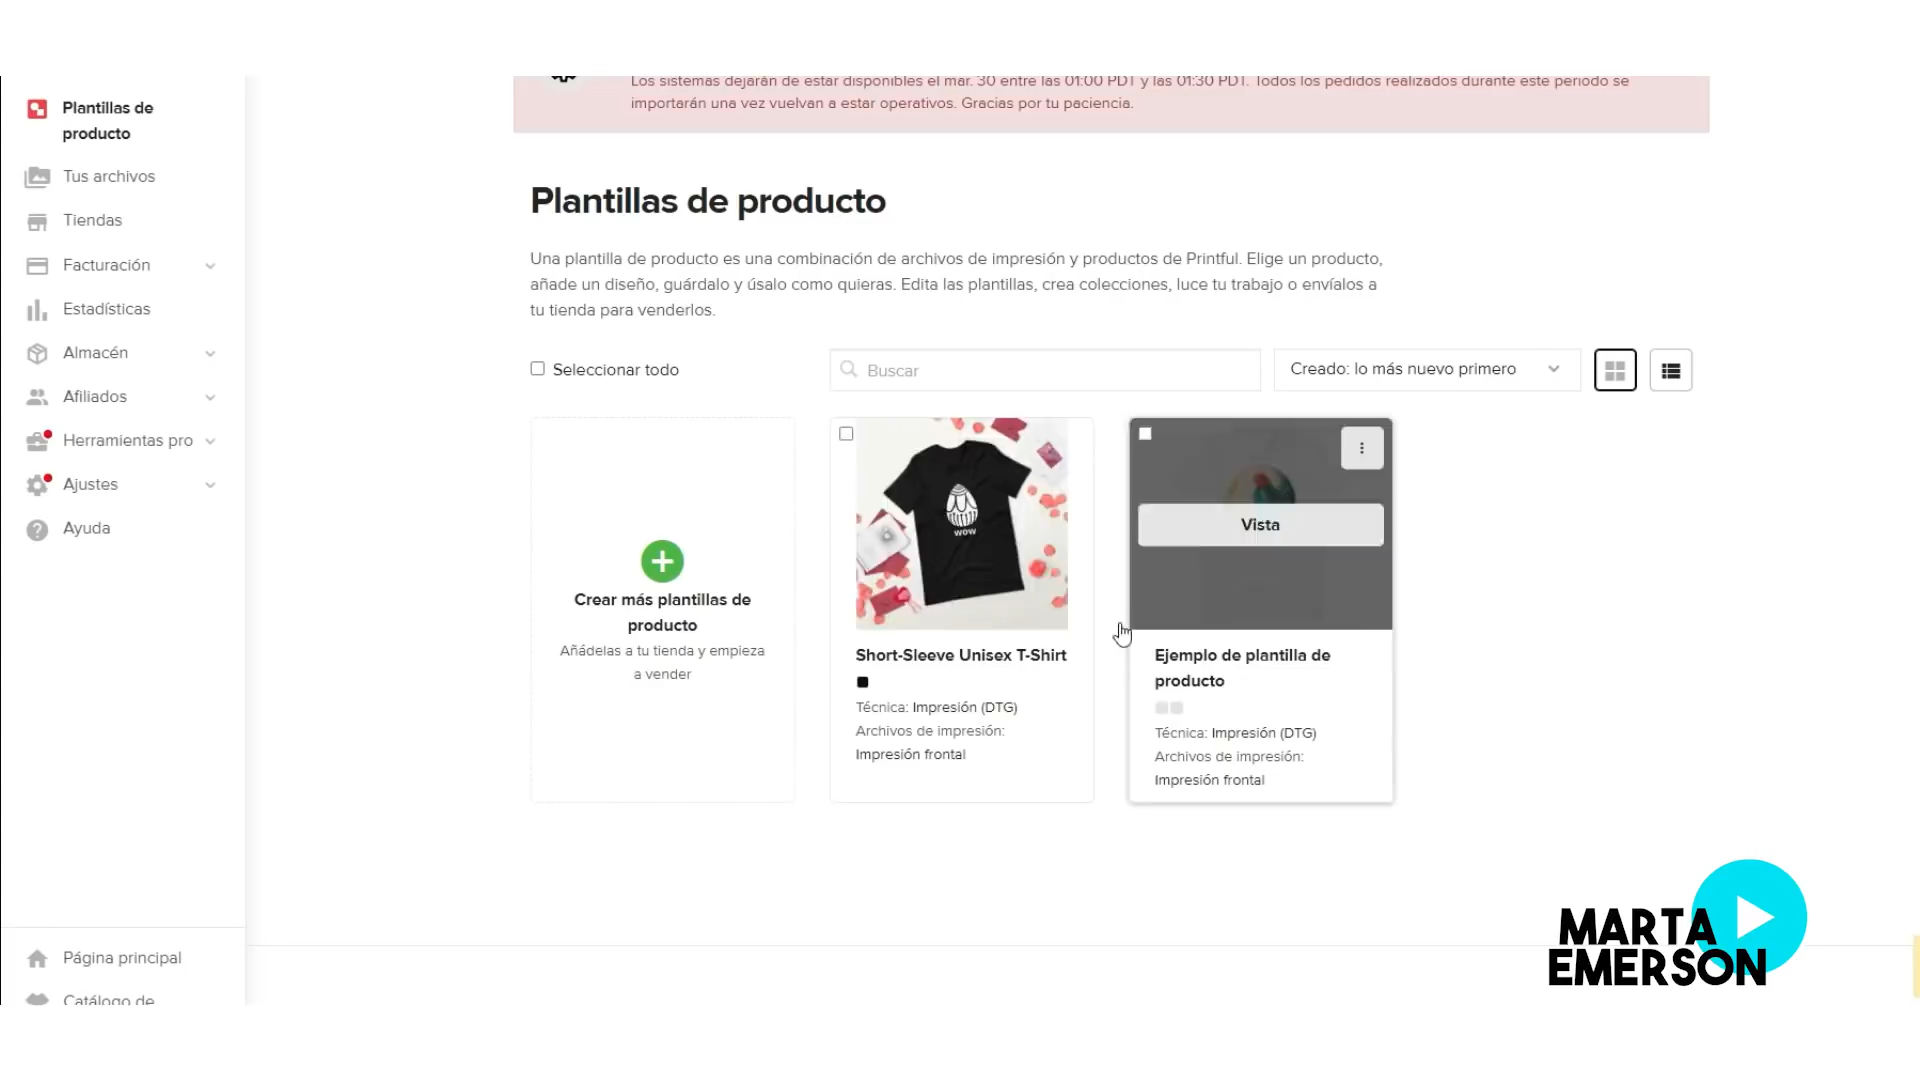 Los sistemas dejarán de estar disponibles el mar. 30 entre las 01:00 PDT y las 01:30 PDT. Todos los pedidos realizados durante este periodo se
importarán una vez vuelvan a estar operativos. Gracias por tu paciencia.
Plantillas de
producto
Tus archivos
Tiendas
Facturación
Estadísticas
Almacén
Afiliados
Herramientas pro
Ajustes
Ayuda
Página principal
Catálogo de
Plantillas de producto
Una plantilla de producto es una combinación de archivos de impresión y productos de Printful. Elige un producto,
añade un diseño, guárdalo y úsalo como quieras. Edita las plantillas, crea colecciones, luce tu trabajo o envíalos a
tu tienda para venderlos.
Seleccionar todo
Buscar
Creado: lo más nuevo primero
Crear más plantillas de
producto
Añádelas a tu tienda y empieza
a vender
WOW
Short-Sleeve Unisex T-Shirt
Técnica: Impresión (DTG)
Archivos de impresión:
Impresión frontal
Vista
Ejemplo de plantilla de
producto
Técnica: Impresión (DTG)
Archivos de impresión:
Impresión frontal
MARTA
EMERSON